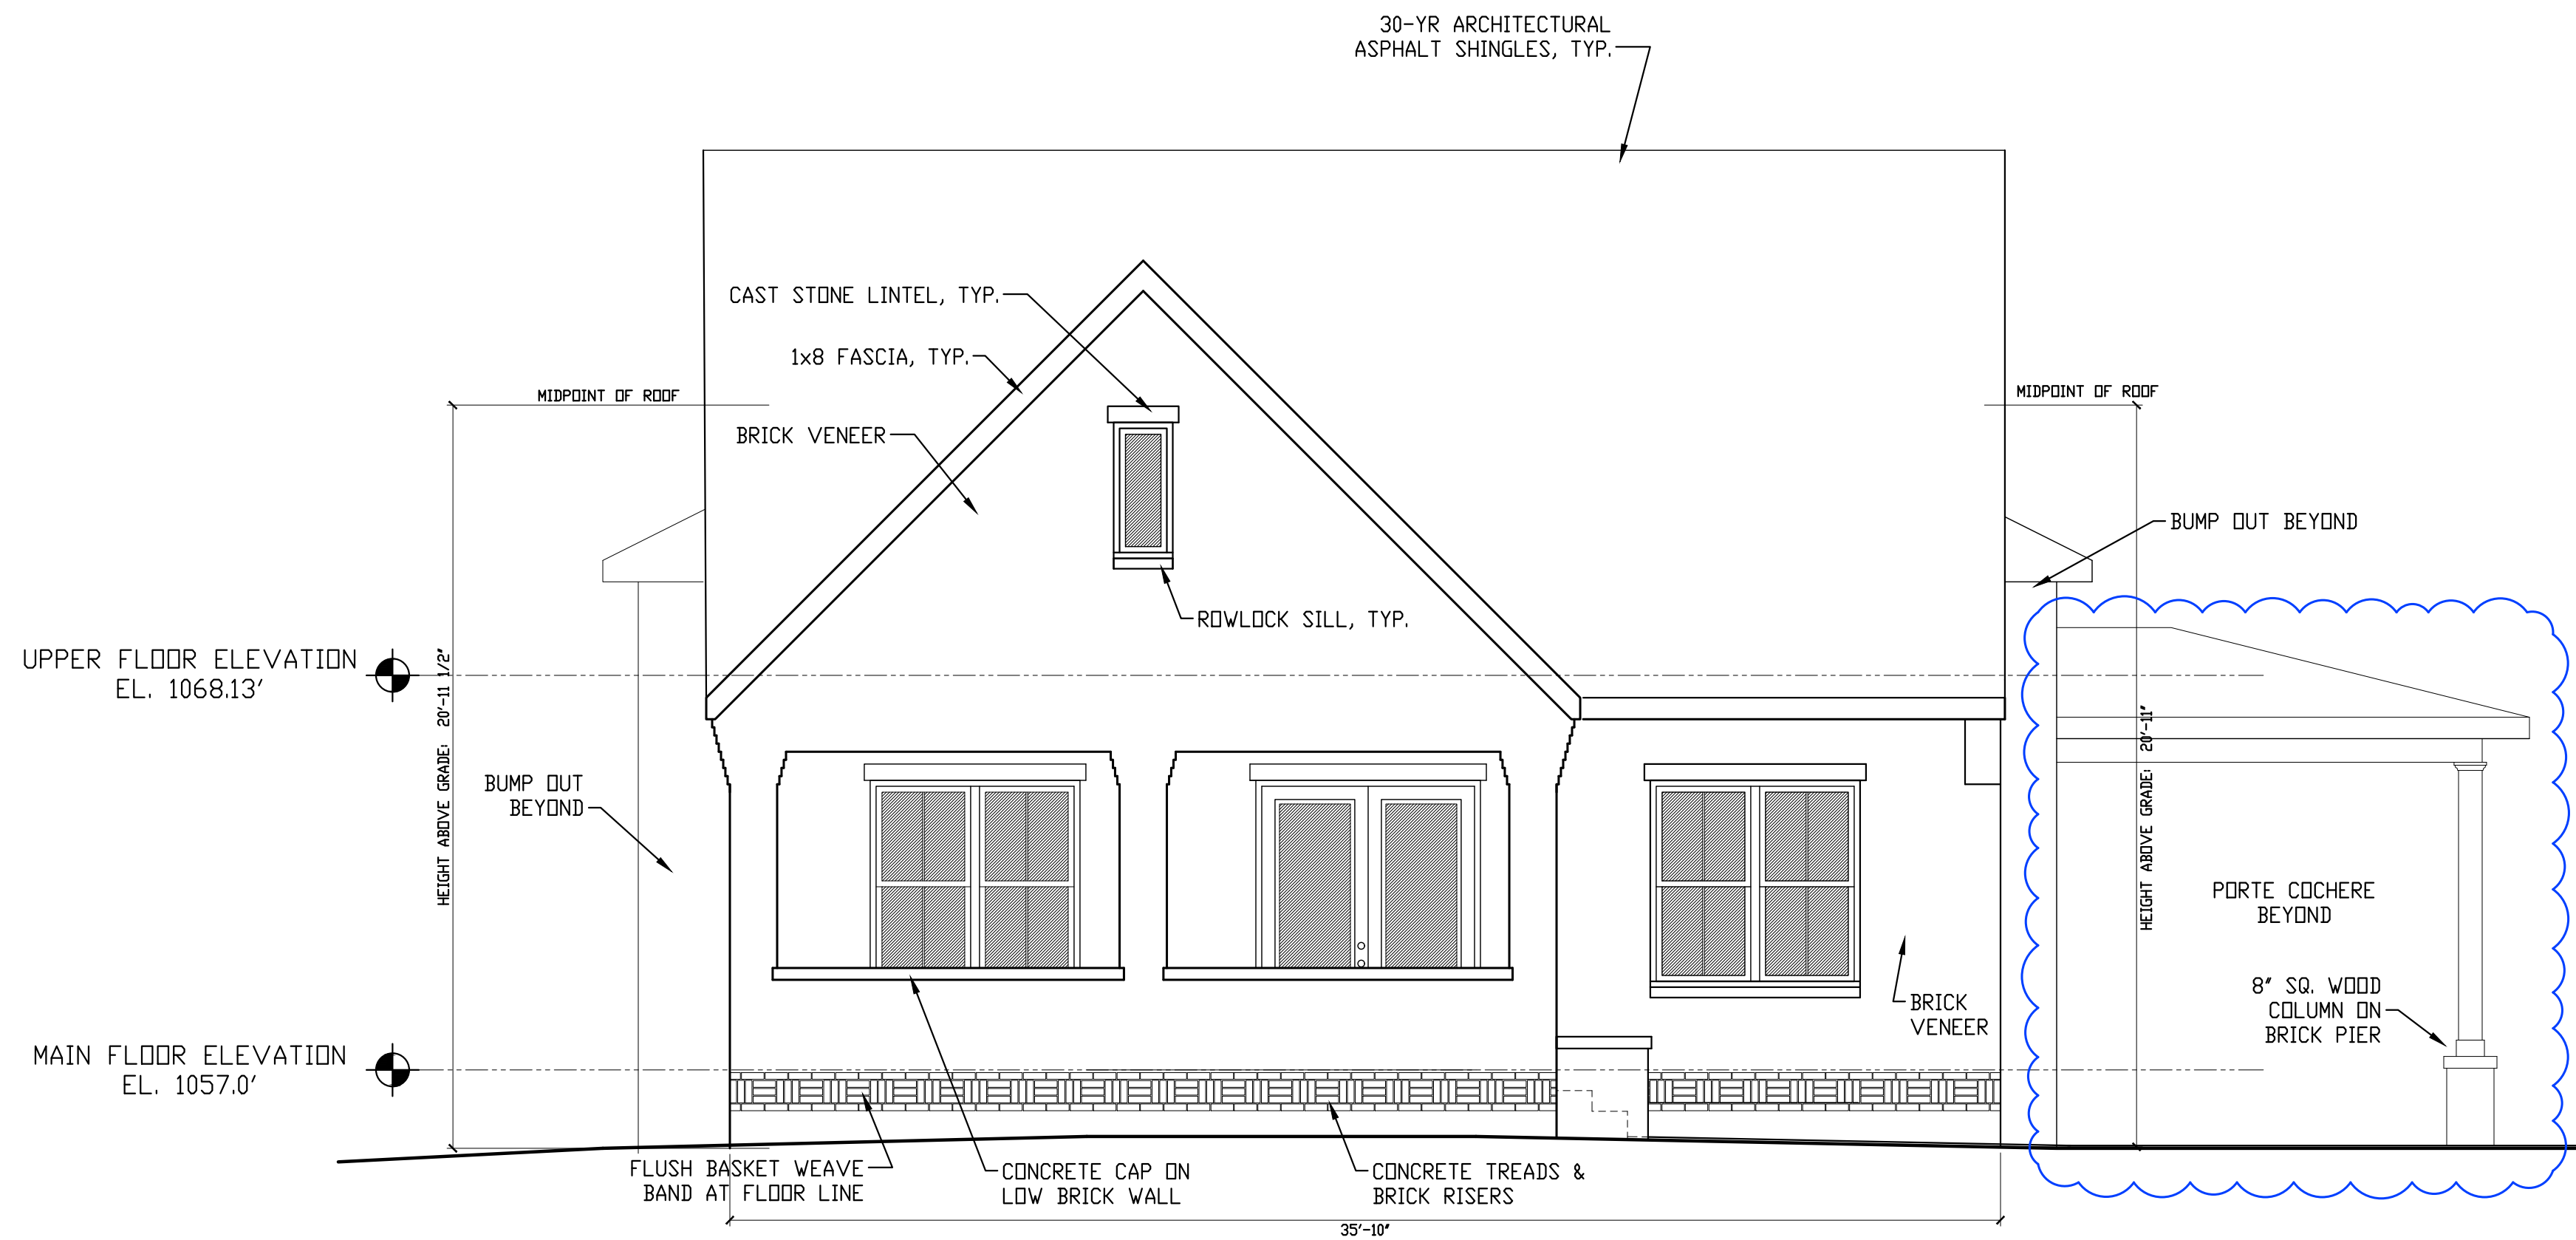 30-YR ARCHITECTURAL
ASPHALT SHINGLES, TYP.
CAST STONE LINTEL, TYP.
1x8 FASCIA, TYP.
MIDPOINT OF ROOF
MIDPOINT OF ROOF
BRICK VENEER
BUMP OUT BEYOND
ROWLOCK SILL, TYP.
UPPER FLOOR ELEVATION
EL. 1068.13'
HEIGHT ABOVE GRADE: 20'-11 1/2"
HEIGHT ABOVE GRADE: 20'-11"
BUMP OUT
BEYOND
PORTE COCHERE
BEYOND
8" SQ. WOOD
COLUMN ON
BRICK PIER
BRICK
VENEER
MAIN FLOOR ELEVATION
EL. 1057.0'
FLUSH BASKET WEAVE
BAND AT FLOOR LINE
CONCRETE CAP ON
LOW BRICK WALL
CONCRETE TREADS &
BRICK RISERS
35'-10"